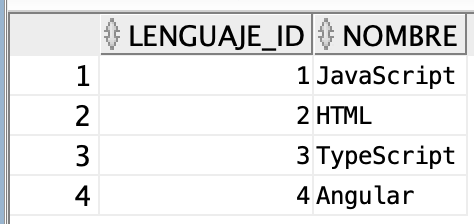 LENGUAJE_ID NOMBRE
1 1 JavaScript
2 2 HTML
3 3 TypeScript
4 4 Angular